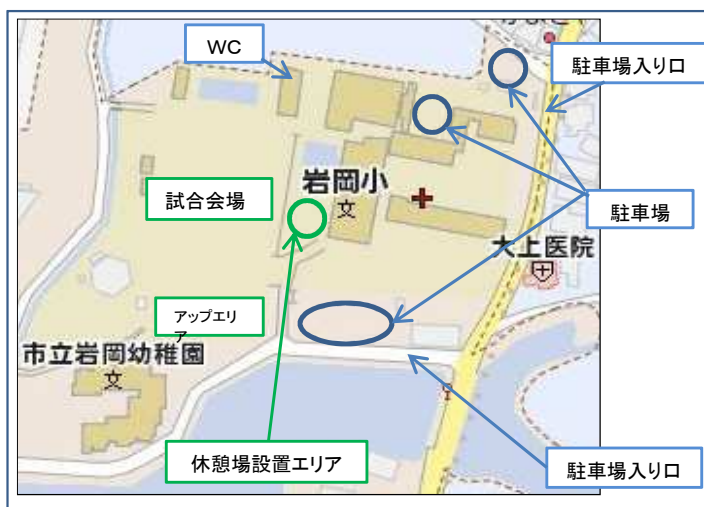 WC
駐車場入り口
岩岡小
文
試合会場
駐車場
大上医院
アップエリ
ア
市立岩岡幼稚園
文
休憩場設置エリア
駐車場入り口